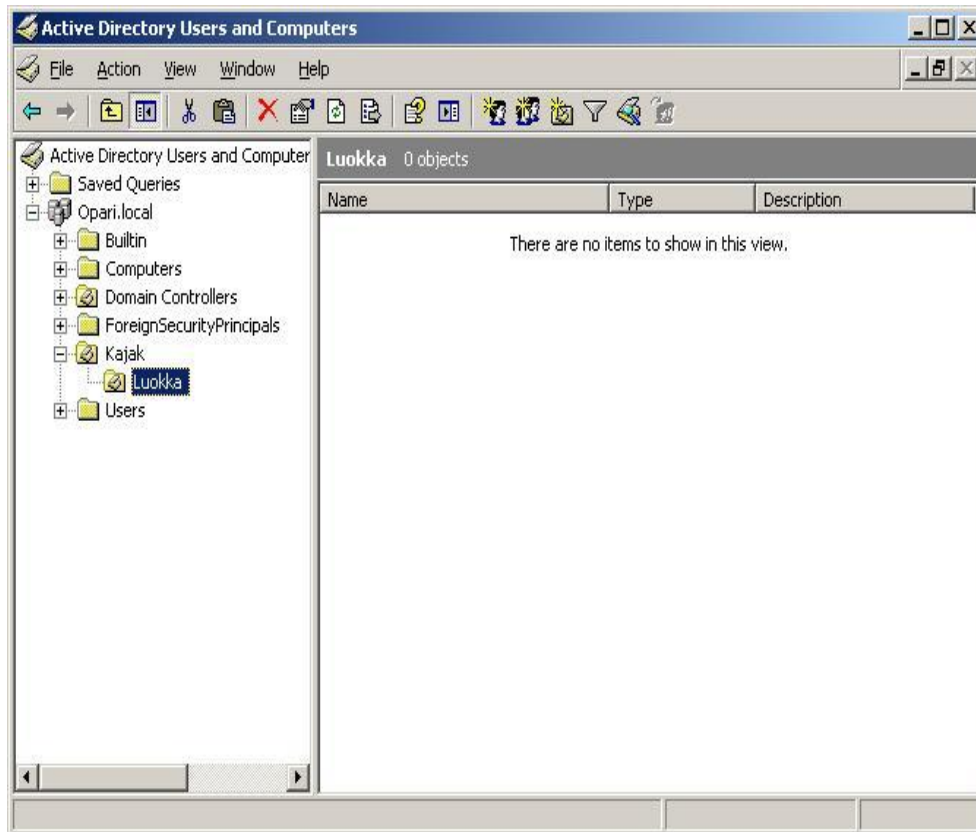 Active Directory Users and Computers
File Action View Window Help
Active Directory Users and Computer
Saved Queries
Opari.local
Builtin
Computers
Domain Controllers
ForeignSecurityPrincipals
Kajak
Luokka
Users
Luokka 0 objects
Name Type Description
There are no items to show in this view.